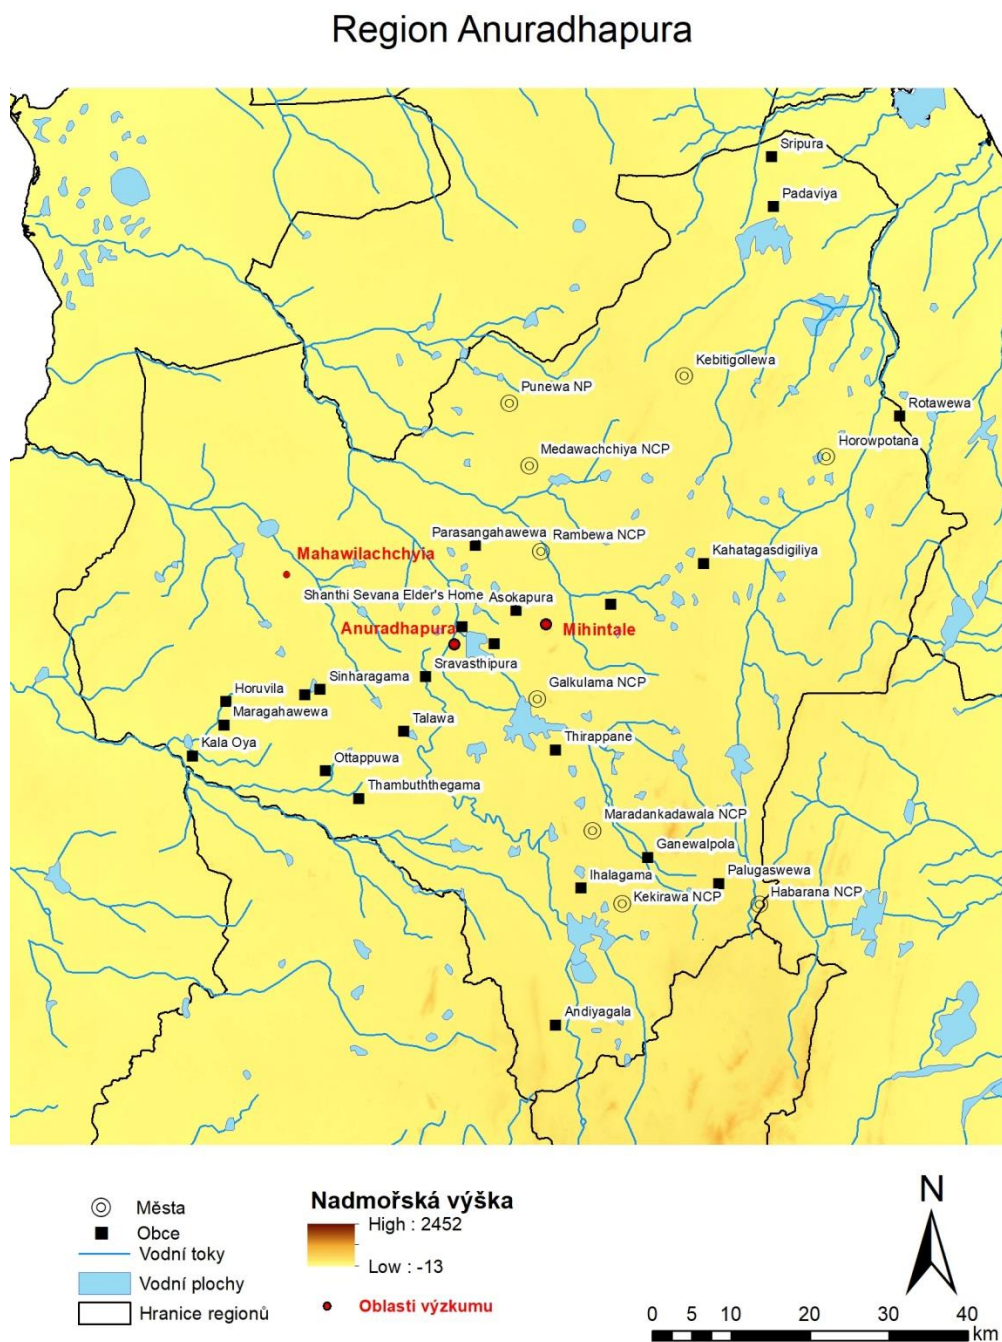 Region Anuradhapura
Sripura
Padaviya
Kebitigollewa
Punewa NP
Rotawewa
Horowpotana
Medawachchiya NCP
Parasangahawewa
Rambewa NCP
Mahawilachchyia
Kahatagasdigiliya
Shanthi Sevana Elder's Home
Asokapura
Anuradhapura
Mihintale
Sravasthipura
Sinharagama
Horuvila
Galkulama NCP
Maragahawewa
Talawa
Kala Oya
Thirappane
Ottappuwa
Thambuththegama
Maradankadawala NCP
Ganewalpola
Ihalagama
Palugaswewa
Kekirawa NCP
Habarana NCP
Andiyagala
Města
Obce
Vodní toky
Vodní plochy
Hranice regionů
Nadmořská výška
High : 2452
Low : -13
Oblasti výzkumu
N
0 5 10 20 30 40
km